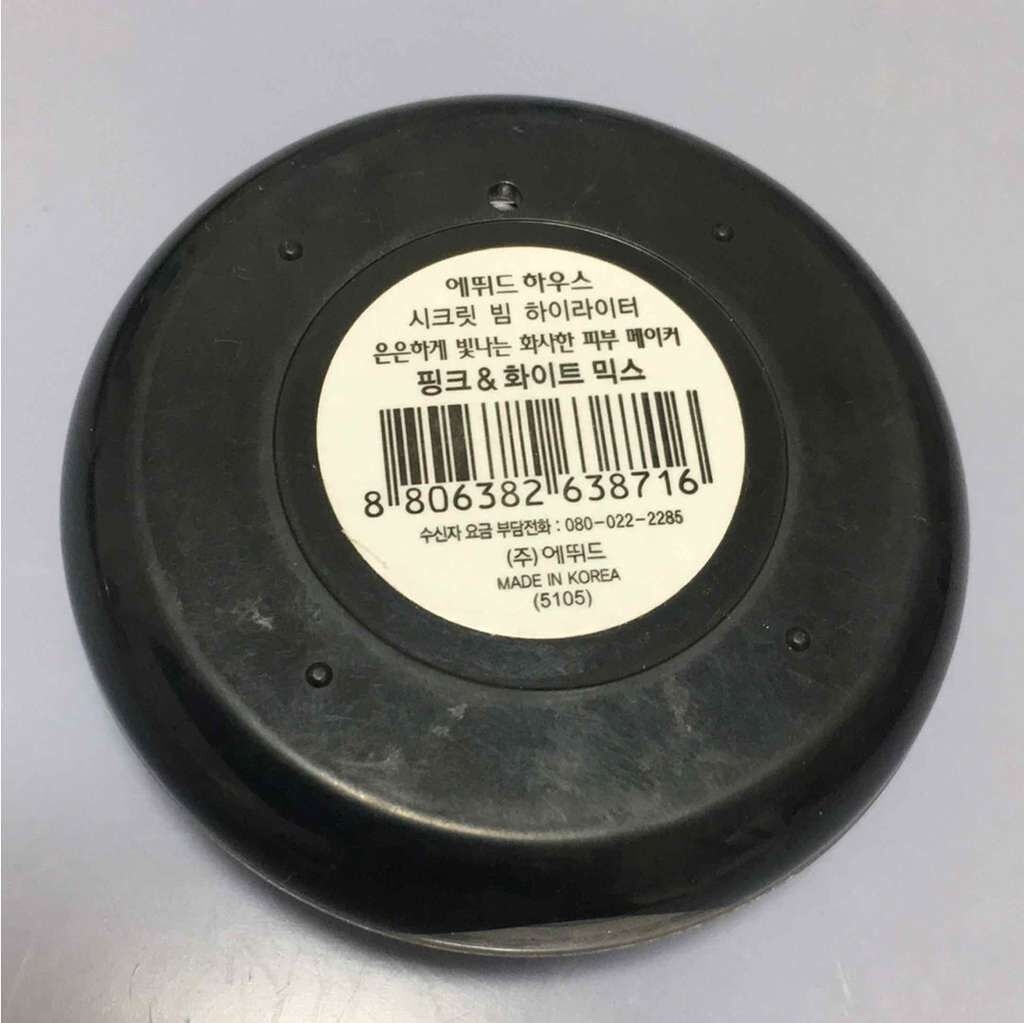 에뛰드 하우스
시크릿 빔 하이라이터
은은하게 빛나는 화사한 피부 메이커
핑크 & 화이트 믹스
8 806382 638716
수신자 요금 부담전화 : 080-022-2285
(주) 에뛰드
MADE IN KOREA
(5105)